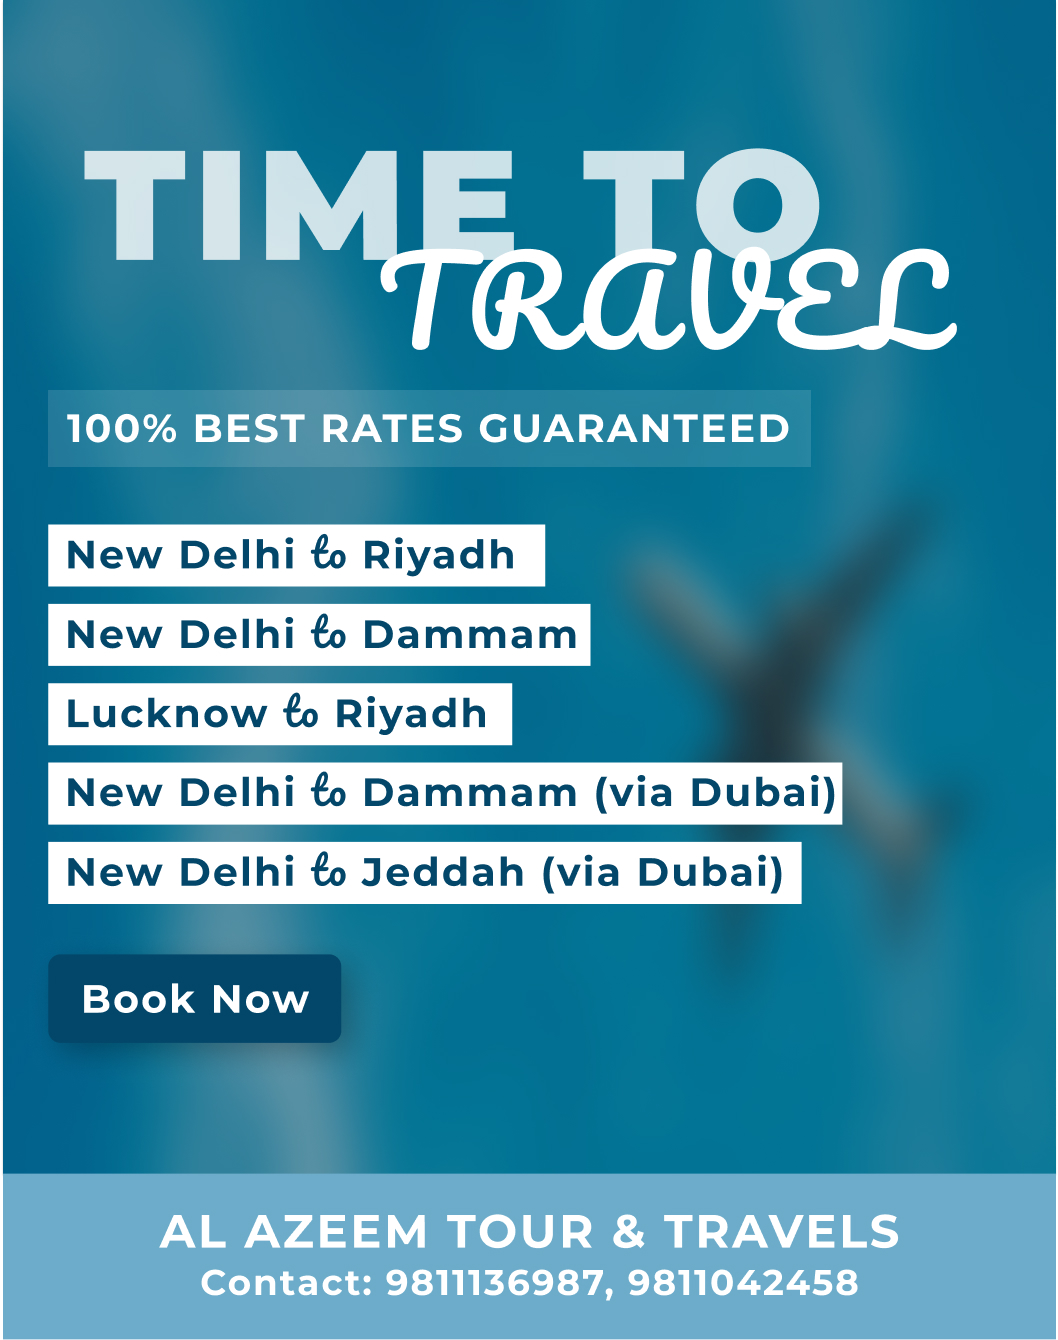 TIME TO
TRAVEL
100% BEST RATES GUARANTEED
New Delhi to Riyadh
New Delhi to Dammam
Lucknow to Riyadh
New Delhi to Dammam (via Dubai)
New Delhi to Jeddah (via Dubai)
Book Now
AL AZEEM TOUR & TRAVELS
Contact: 9811136987, 9811042458